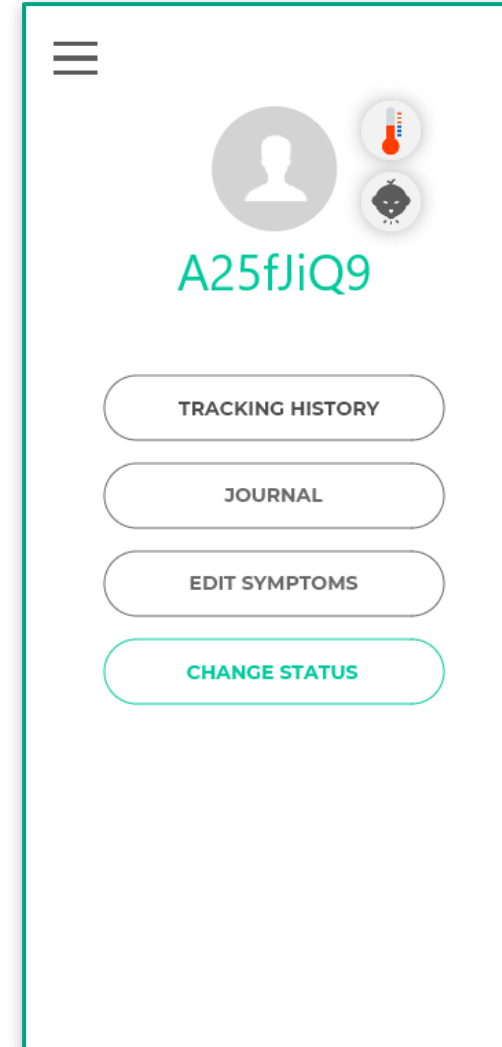 A25fJiQ9
TRACKING HISTORY
JOURNAL
EDIT SYMPTOMS
CHANGE STATUS